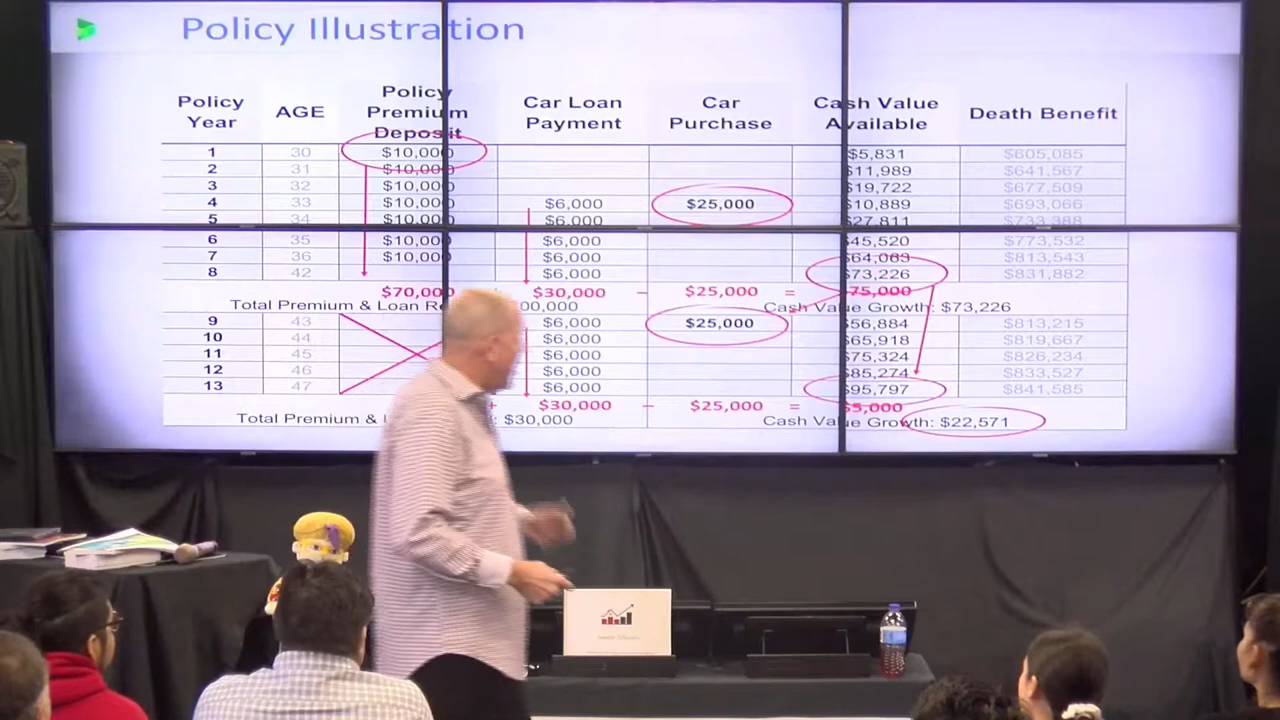 Policy Illustration
Policy Year AGE Policy Premium Deposit Car Loan Payment Car Purchase Cash Value Available Death Benefit
1 30 $10,000 $5,831 $605,085
2 31 $10,000 $11,989 $641,567
3 32 $10,000 $19,722 $677,509
4 33 $10,000 $6,000 $25,000 $10,889 $693,066
5 34 $10,000 $6,000 $27,811 $733,388
6 35 $10,000 $6,000 $45,520 $773,532
7 36 $10,000 $6,000 $64,063 $813,543
8 42 $6,000 $73,226 $831,882
$70,000 $30,000 – $25,000 = 75,000
Total Premium & Loan 00,000 Cash Value Growth: $73,226
9 43 $6,000 $25,000 $56,884 $813,215
10 44 $6,000 $65,918 $819,667
11 45 $6,000 $75,324 $826,234
12 46 $6,000 $85,274 $833,527
13 47 $6,000 $95,797 $841,585
+ $30,000 – $25,000 = $5,000
Total Premium & : $30,000 Cash Value Growth: $22,571